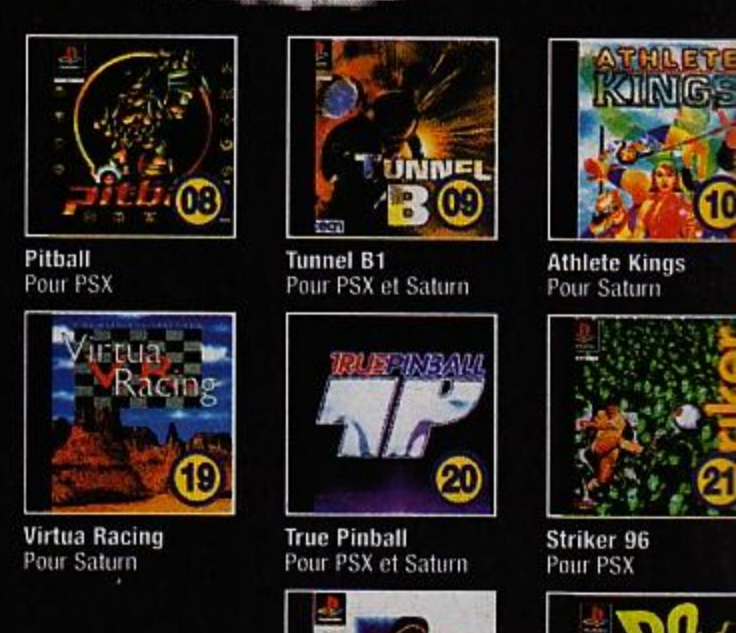 08
Pitball
Pour PSX
TUNNEL
B
09
Tunnel B1
Pour PSX et Saturn
ATHLETE
KINGS
10
Athlete Kings
Pour Saturn
Virtua
Racing
19
Virtua Racing
Pour Saturn
TRUEPINBALL
TP
20
True Pinball
Pour PSX et Saturn
21
Striker 96
Pour PSX